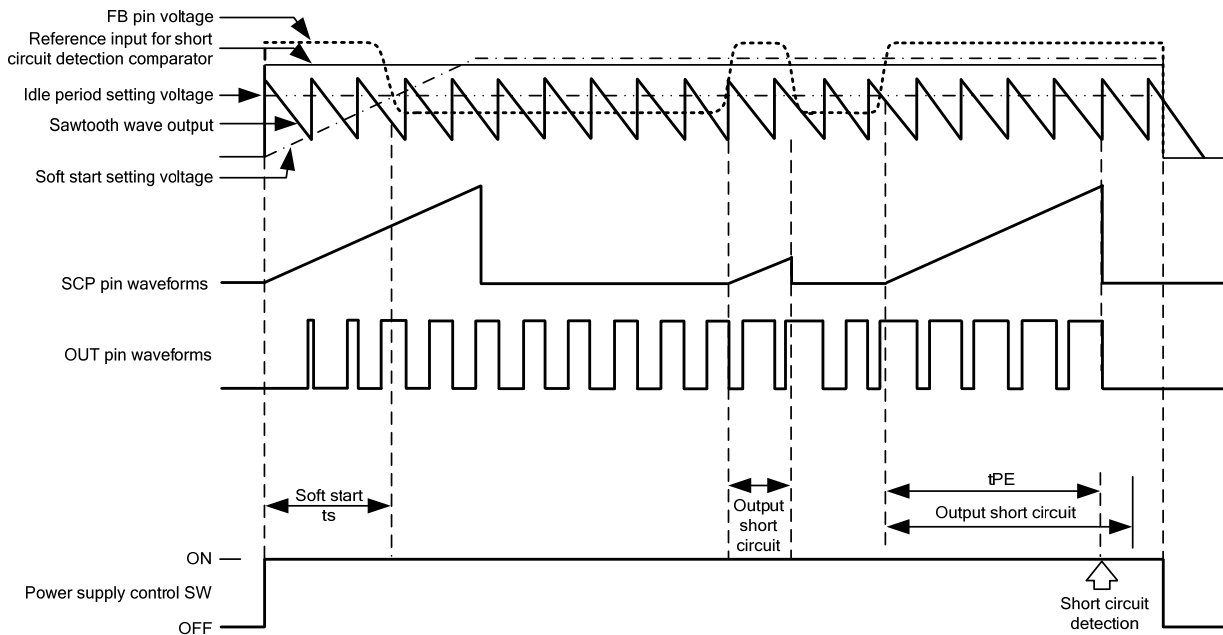 FB pin voltage
Reference input for short
circuit detection comparator
Idle period setting voltage
Sawtooth wave output
Soft start setting voltage
SCP pin waveforms
OUT pin waveforms
Soft start
ts
Output
short
circuit
tPE
Output short circuit
ON
Power supply control SW
OFF
Short circuit
detection